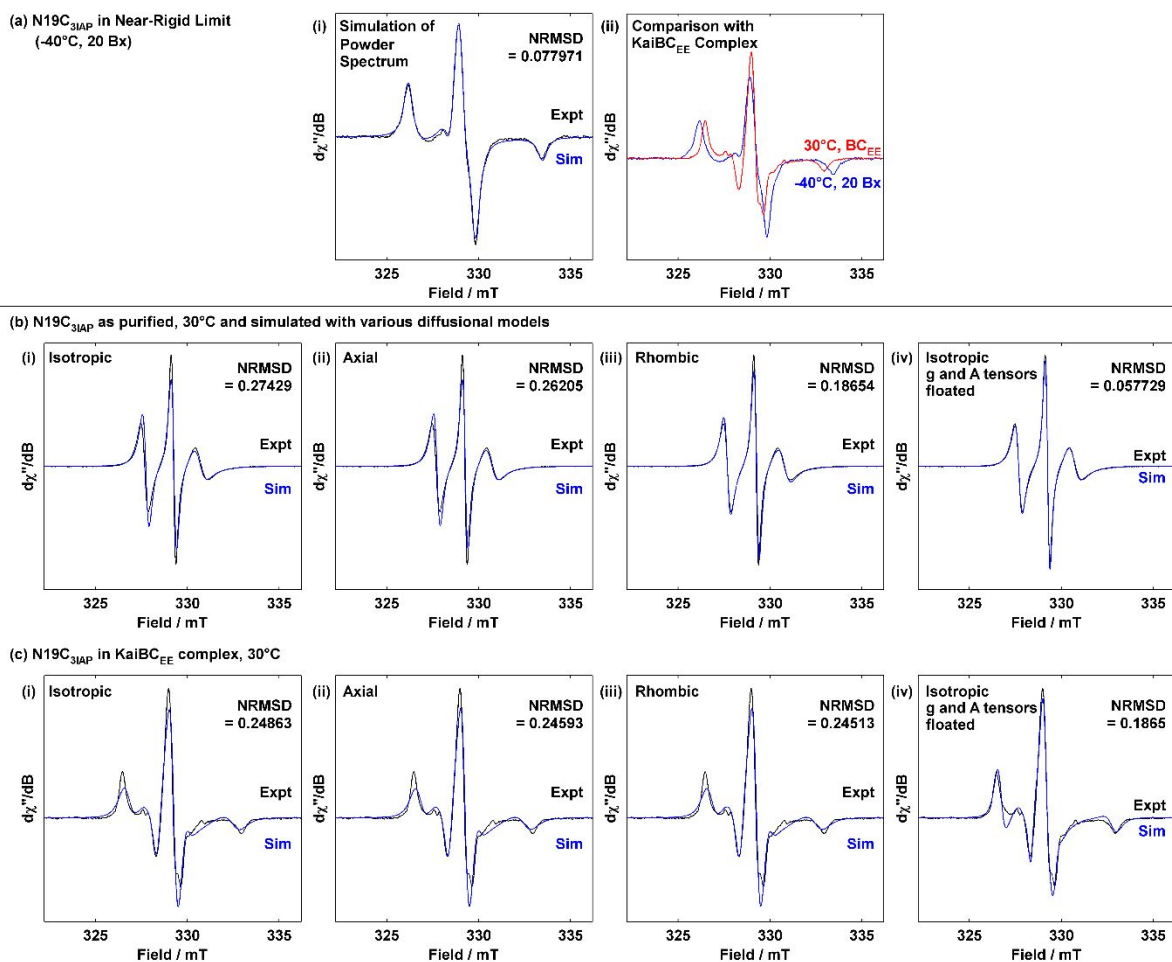 (a) N19C3IAP in Near-Rigid Limit
(-40°C, 20 Bx)
(i)
Simulation of
Powder
Spectrum
NRMSD
= 0.077971
Expt
Sim
dχ"/dB
325 330 335
Field / mT
(ii)
Comparison with
KaiBCEE Complex
30°C, BCEE
-40°C, 20 Bx
dχ"/dB
325 330 335
Field / mT
(b) N19C3IAP as purified, 30°C and simulated with various diffusional models
(i)
Isotropic
NRMSD
= 0.27429
Expt
Sim
dχ"/dB
325 330 335
Field / mT
(ii)
Axial
NRMSD
= 0.26205
Expt
Sim
dχ"/dB
325 330 335
Field / mT
(iii)
Rhombic
NRMSD
= 0.18654
Expt
Sim
dχ"/dB
325 330 335
Field / mT
(iv)
Isotropic
g and A tensors
floated
NRMSD
= 0.057729
Expt
Sim
dχ"/dB
325 330 335
Field / mT
(c) N19C3IAP in KaiBCEE complex, 30°C
(i)
Isotropic
NRMSD
= 0.24863
Expt
Sim
dχ"/dB
325 330 335
Field / mT
(ii)
Axial
NRMSD
= 0.24593
Expt
Sim
dχ"/dB
325 330 335
Field / mT
(iii)
Rhombic
NRMSD
= 0.24513
Expt
Sim
dχ"/dB
325 330 335
Field / mT
(iv)
Isotropic
g and A tensors
floated
NRMSD
= 0.1865
Expt
Sim
dχ"/dB
325 330 335
Field / mT